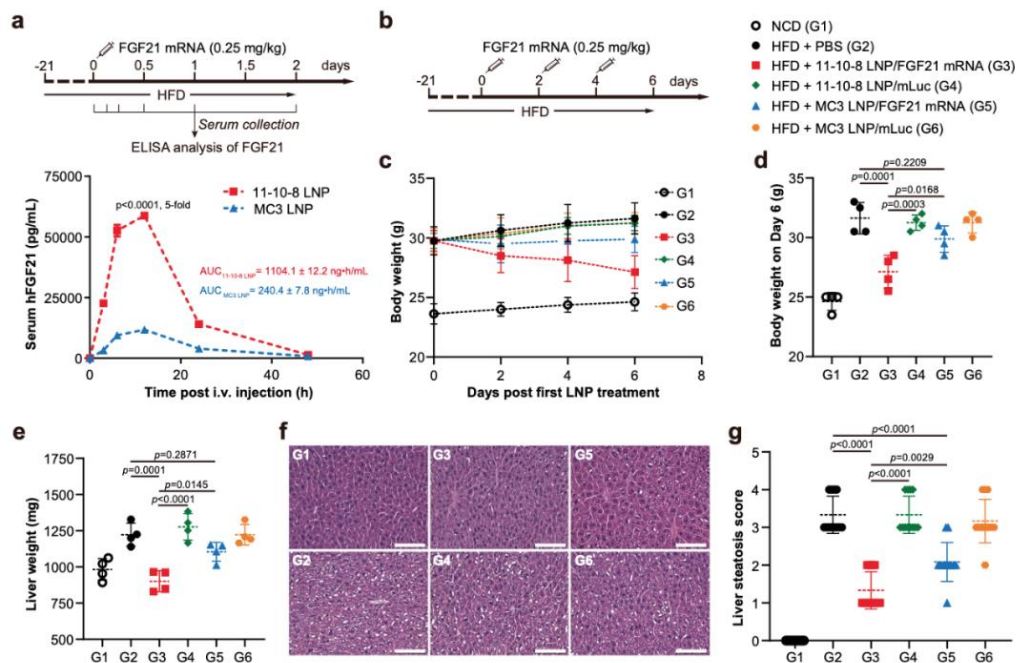 a
FGF21 mRNA (0.25 mg/kg)
-21 0 0.5 1 2 days
HFD
Serum collection
ELISA analysis of FGF21
75000
50000
25000
0
Serum hFGF21 (pg/mL)
p<0.0001, 5-fold
11-10-8 LNP
MC3 LNP
AUC11-10-8 LNP= 1104.1 ± 12.2 ng•h/mL
AUCMC3 LNP= 240.4 ± 7.8 ng•h/mL
0 20 40 60
Time post i.v. injection (h)
b
FGF21 mRNA (0.25 mg/kg)
-21 0 2 4 6 days
HFD
NCD (G1)
HFD + PBS (G2)
HFD + 11-10-8 LNP/FGF21 mRNA (G3)
HFD + 11-10-8 LNP/mLuc (G4)
HFD + MC3 LNP/FGF21 mRNA (G5)
HFD + MC3 LNP/mLuc (G6)
c
35
30
25
20
Body weight (g)
G1
G2
G3
G4
G5
G6
0 2 4 6 8
Days post first LNP treatment
d
p=0.2209
p=0.0001
p=0.0168
p=0.0003
35
30
25
20
Body weight on Day 6 (g)
G1 G2 G3 G4 G5 G6
e
p=0.2871
p=0.0001
p=0.0145
p<0.0001
1750
1500
1250
1000
750
500
Liver weight (mg)
G1 G2 G3 G4 G5 G6
f
G1 G3 G5
G2 G4 G6
g
p<0.0001
p<0.0001
p=0.0029
p<0.0001
5
4
3
2
1
0
Liver steatosis score
G1 G2 G3 G4 G5 G6